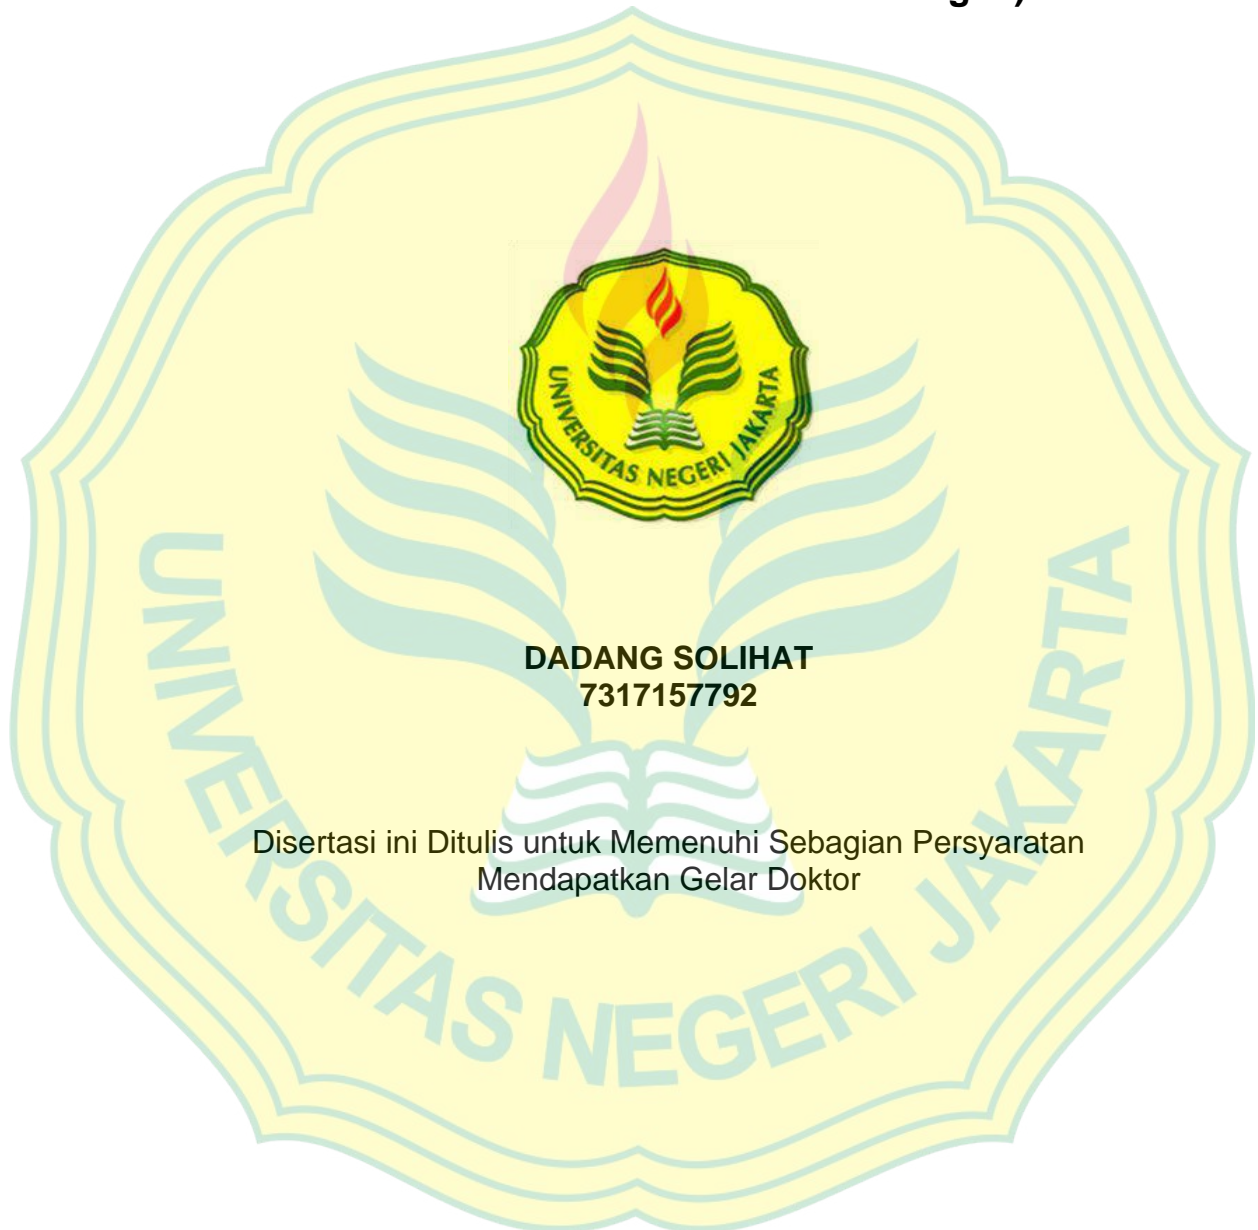 UNIVERSITAS NEGERI JAKARTA
DADANG SOLIHAT
7317157792
Disertasi ini Ditulis untuk Memenuhi Sebagian Persyaratan
Mendapatkan Gelar Doktor
UNIVERSITAS NEGERI JAKARTA